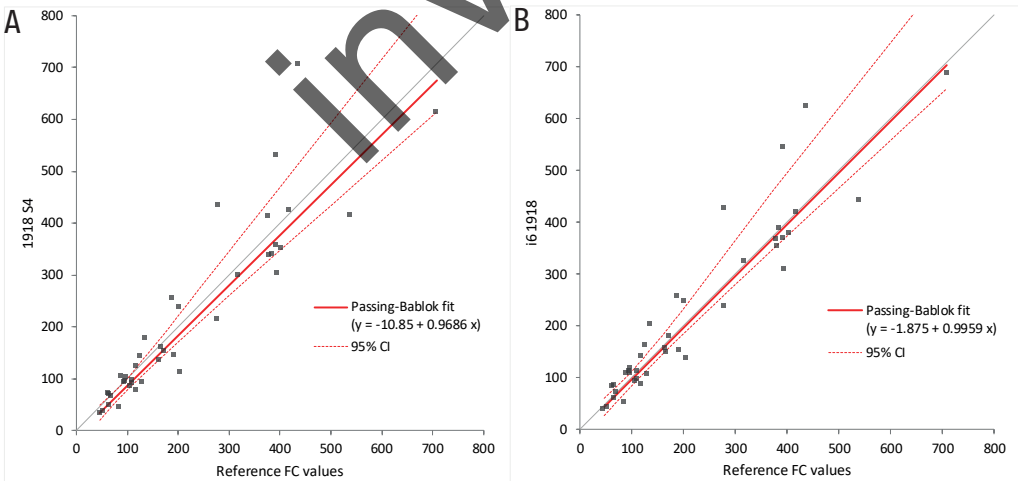 A
800
700
600
500
400
300
200
100
0
1918 S4
0 100 200 300 400 500 600 700 800
Reference FC values
Passing-Bablok fit
(y = -10.85 + 0.9686 x)
95% CI
B
800
700
600
500
400
300
200
100
0
i6 1918
0 100 200 300 400 500 600 700 800
Reference FC values
Passing-Bablok fit
(y = -1.875 + 0.9959 x)
95% CI